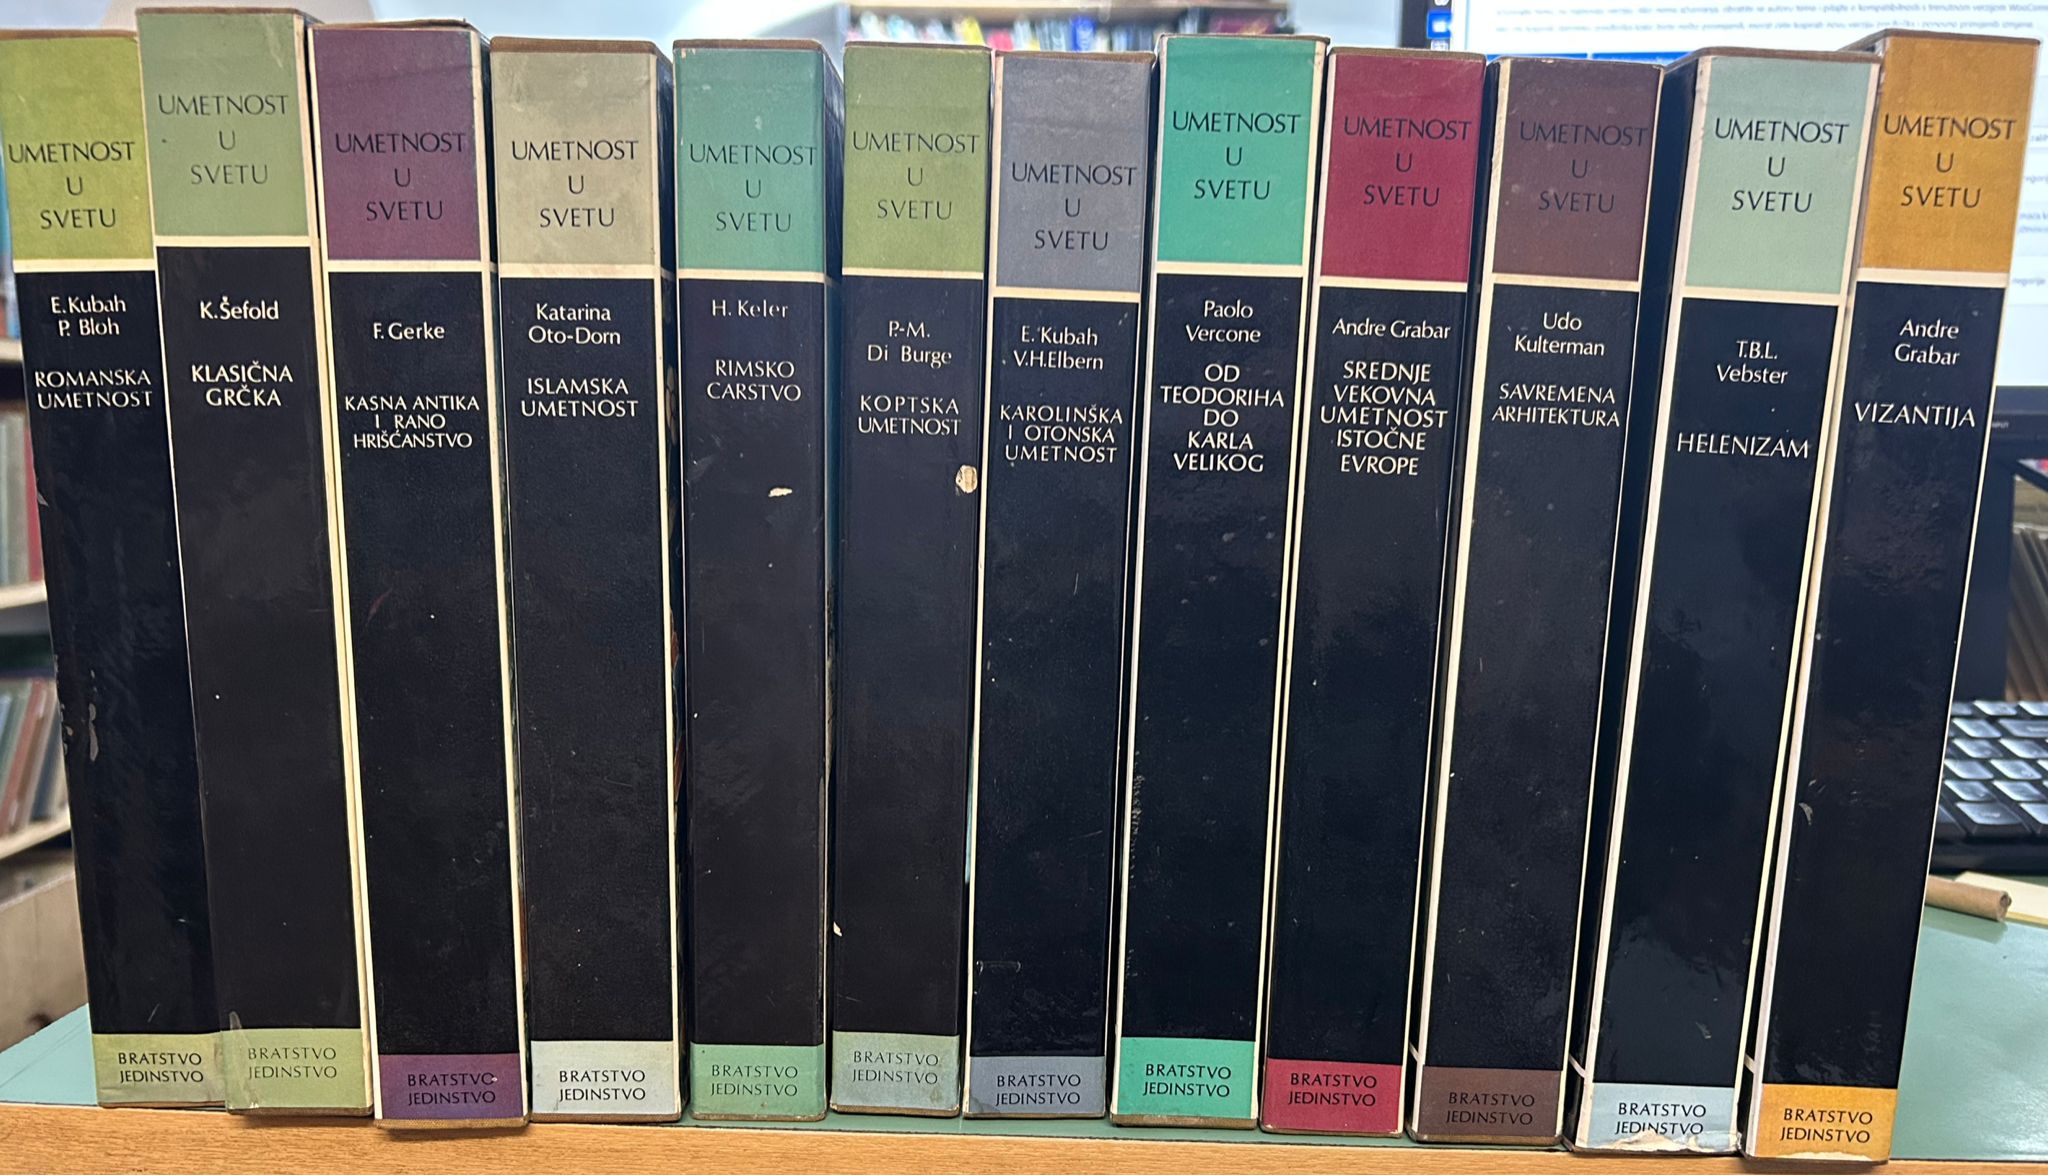 UMETNOST
U
SVETU
E. Kubah
P. Bloh
ROMANSKA
UMETNOST
BRATSTVO
JEDINSTVO
UMETNOST
U
SVETU
K. Šefold
KLASIČNA
GRČKA
BRATSTVO
JEDINSTVO
UMETNOST
U
SVETU
F. Gerke
KASNA ANTIKA
I RANO
HRIŠĆANSTVO
BRATSTVO
JEDINSTVO
UMETNOST
U
SVETU
Katarina
Oto-Dorn
ISLAMSKA
UMETNOST
BRATSTVO
JEDINSTVO
UMETNOST
U
SVETU
H. Keler
RIMSKO
CARSTVO
BRATSTVO
JEDINSTVO
UMETNOST
U
SVETU
P.-M.
Di Burge
KOPTSKA
UMETNOST
BRATSTVO
JEDINSTVO
UMETNOST
U
SVETU
E. Kubah
V.H.Elbern
KAROLINŠKA
I OTONSKA
UMETNOST
BRATSTVO
JEDINSTVO
UMETNOST
U
SVETU
Paolo
Vercone
OD
TEODORIHA
DO
KARLA
VELIKOG
BRATSTVO
JEDINSTVO
UMETNOST
U
SVETU
Andre Grabar
SREDNJE
VEKOVNA
UMETNOST
ISTOČNE
EVROPE
BRATSTVO
JEDINSTVO
UMETNOST
U
SVETU
Udo
Kulterman
SAVREMENA
ARHITEKTURA
BRATSTVO
JEDINSTVO
UMETNOST
U
SVETU
T.B.L.
Vebster
HELENIZAM
BRATSTVO
JEDINSTVO
UMETNOST
U
SVETU
Andre
Grabar
VIZANTIJA
BRATSTVO
JEDINSTVO